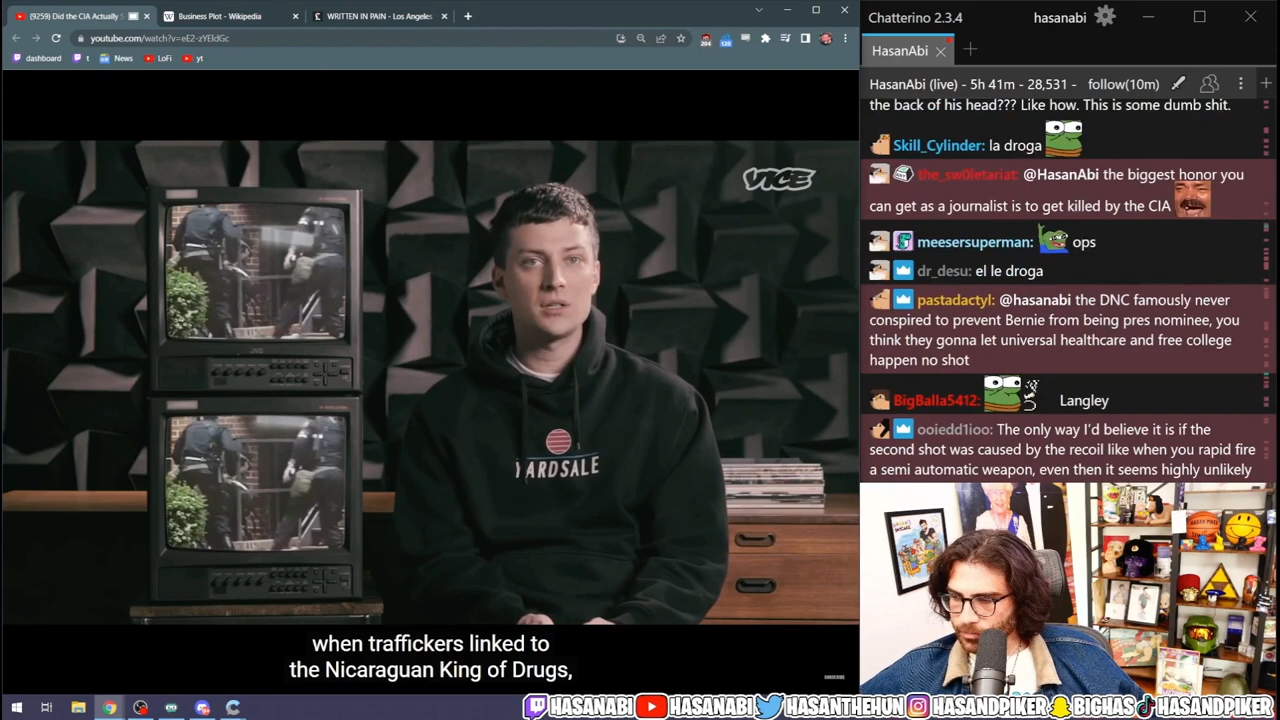 (9259) Did the CIA Actually S
Business Plot - Wikipedia
WRITTEN IN PAIN - Los Angeles
youtube.com/watch?v=eE2-zYEldGc
204
120
dashboard
t
News
LoFi
yt
VICE
JVC
YARDSALE
when traffickers linked to
the Nicaraguan King of Drugs,
SUBSCRIBE
Chatterino 2.3.4
hasanabi
HasanAbi
HasanAbi (live) - 5h 41m - 28,531 -
follow(10m)
the back of his head??? Like how. This is some dumb shit.
Skill_Cylinder: la droga
the_sw0letariat: @HasanAbi the biggest honor you
can get as a journalist is to get killed by the CIA
meesersuperman: ops
dr_desu: el le droga
pastadactyl: @hasanabi the DNC famously never
conspired to prevent Bernie from being pres nominee, you
think they gonna let universal healthcare and free college
happen no shot
BigBalla5412: Langley
ooiedd1ioo: The only way I'd believe it is if the
second shot was caused by the recoil like when you rapid fire
a semi automatic weapon, even then it seems highly unlikely
HASANABI HASANABI HASANTHEHUN HASANDPIKER BIGHAS HASANDPIKER